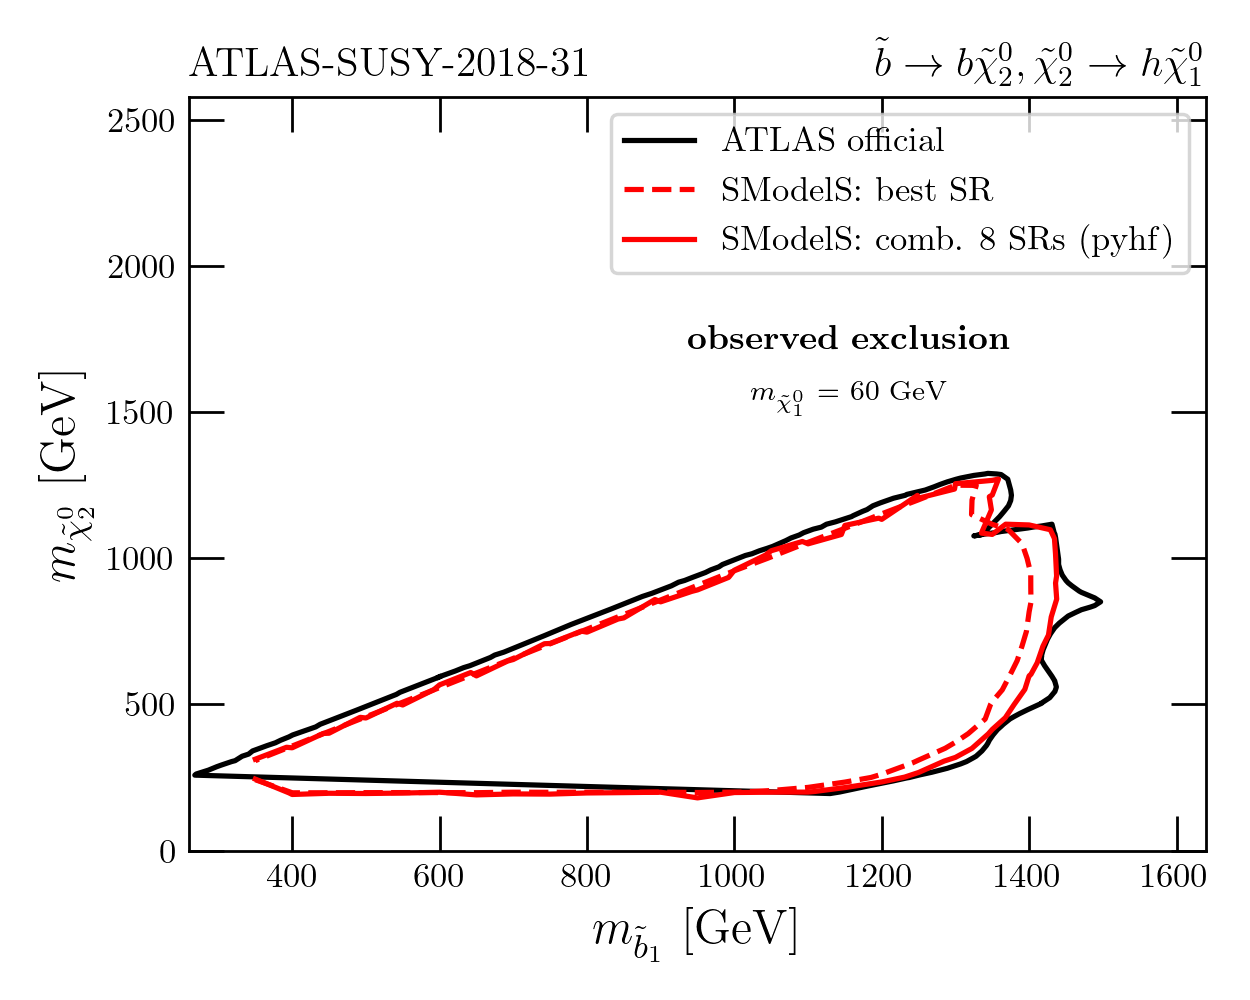 ATLAS-SUSY-2018-31
b̃ → bχ̃⁰₂, χ̃⁰₂ → hχ̃⁰₁
2500
2000
1500
1000
500
0
ATLAS official
SModelS: best SR
SModelS: comb. 8 SRs (pyhf)
observed exclusion
m_χ̃⁰₁ = 60 GeV
m_χ̃⁰₂ [GeV]
400 600 800 1000 1200 1400 1600
m_b̃₁ [GeV]